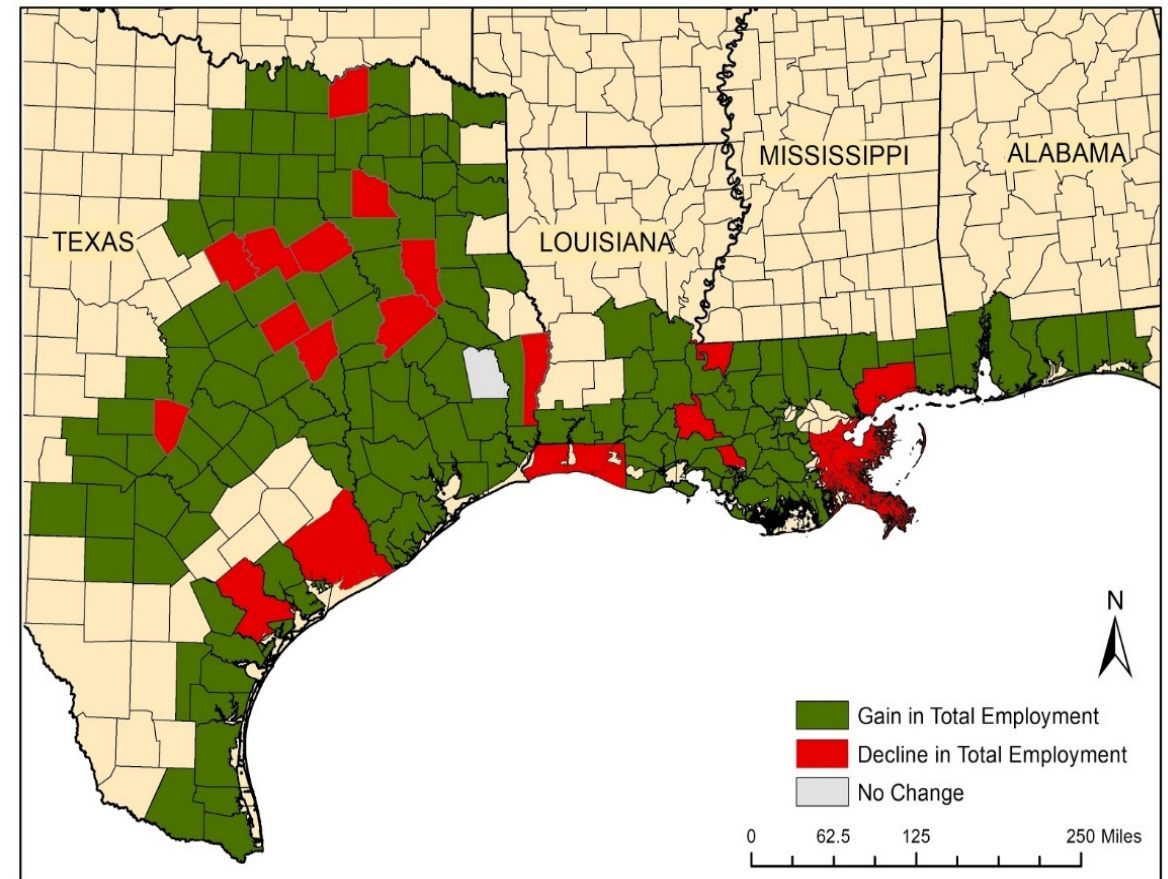 MISSISSIPPI
ALABAMA
TEXAS
LOUISIANA
N
Gain in Total Employment
Decline in Total Employment
No Change
0 62.5 125 250 Miles